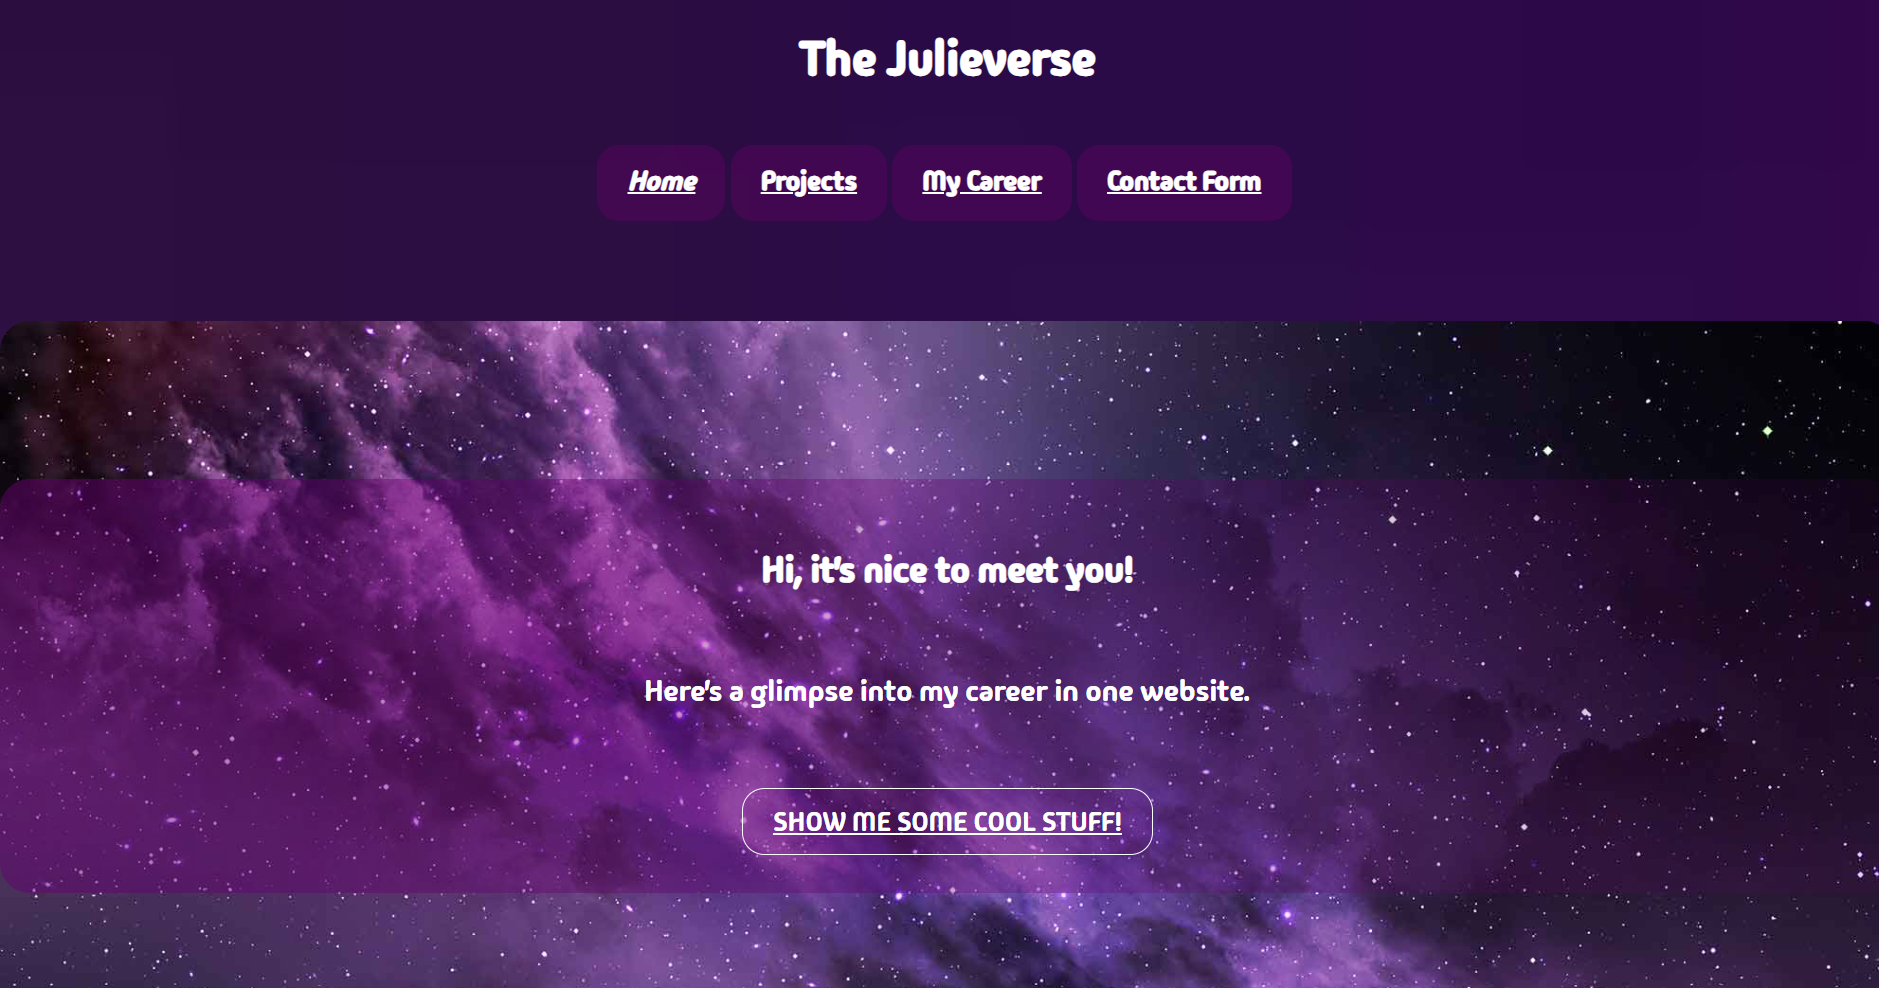 The Julieverse
Home Projects My Career Contact Form
Hi, it's nice to meet you!
Here's a glimpse into my career in one website.
SHOW ME SOME COOL STUFF!